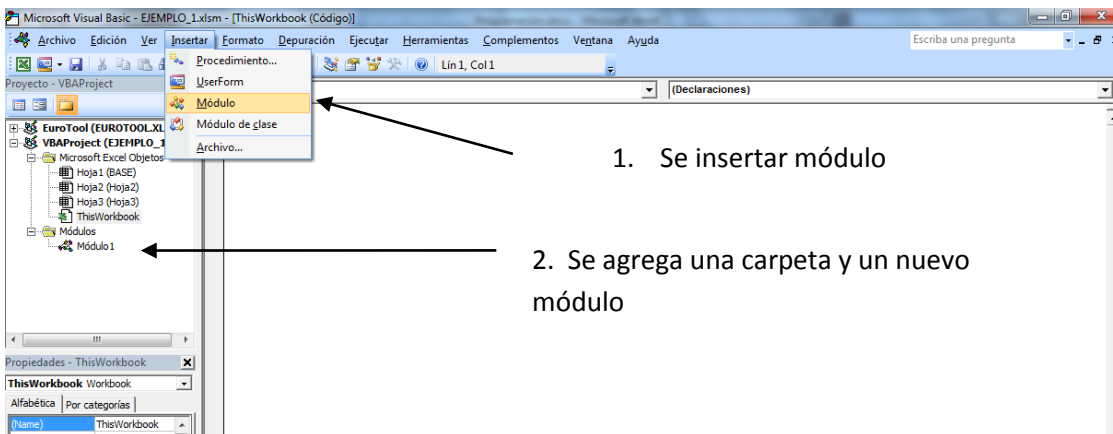 Microsoft Visual Basic - EJEMPLO_1.xlsm - [ThisWorkbook (Código)]
Archivo Edición Ver Insertar Formato Depuración Ejecutar Herramientas Complementos Ventana Ayuda Escriba una pregunta
Lín 1, Col 1
Procedimiento...
UserForm
Módulo
Módulo de clase
Archivo...
Proyecto - VBAProject
(Declaraciones)
EuroTool (EUROTOOL.XL
VBAProject (EJEMPLO_1
Microsoft Excel Objetos
Hoja1 (BASE)
Hoja2 (Hoja2)
Hoja3 (Hoja3)
ThisWorkbook
Módulos
Módulo1
1. Se insertar módulo
2. Se agrega una carpeta y un nuevo
módulo
Propiedades - ThisWorkbook
ThisWorkbook Workbook
Alfabética Por categorías
(Name) ThisWorkbook